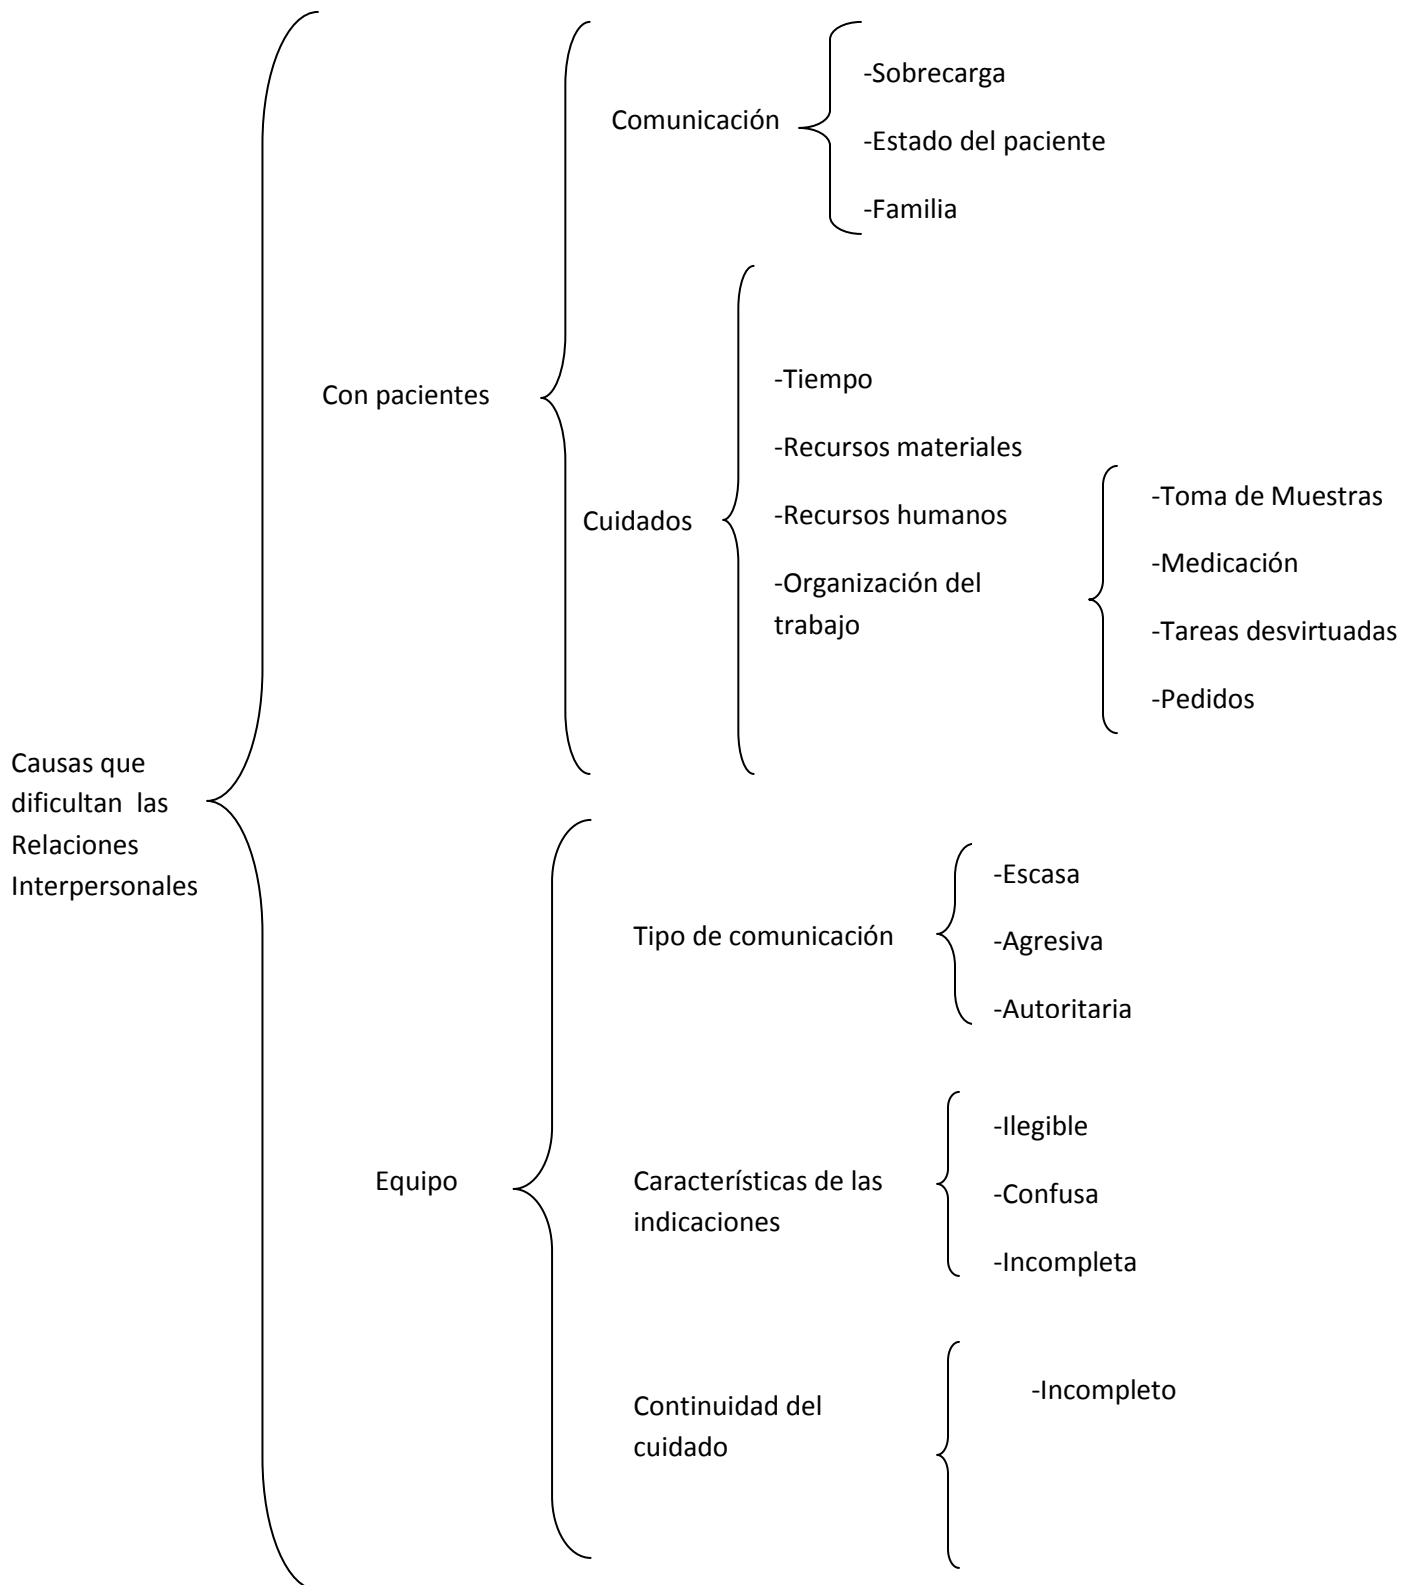 -Sobrecarga
Comunicación
-Estado del paciente
-Familia
-Tiempo
Con pacientes
-Recursos materiales
-Toma de Muestras
-Recursos humanos
Cuidados
-Medicación
-Organización del
trabajo
-Tareas desvirtuadas
-Pedidos
Causas que
dificultan las
Relaciones
Interpersonales
-Escasa
Tipo de comunicación
-Agresiva
-Autoritaria
-Ilegible
Equipo
Característícas de las
indicaciones
-Confusa
-Incompleta
Continuidad del
cuidado
-Incompleto